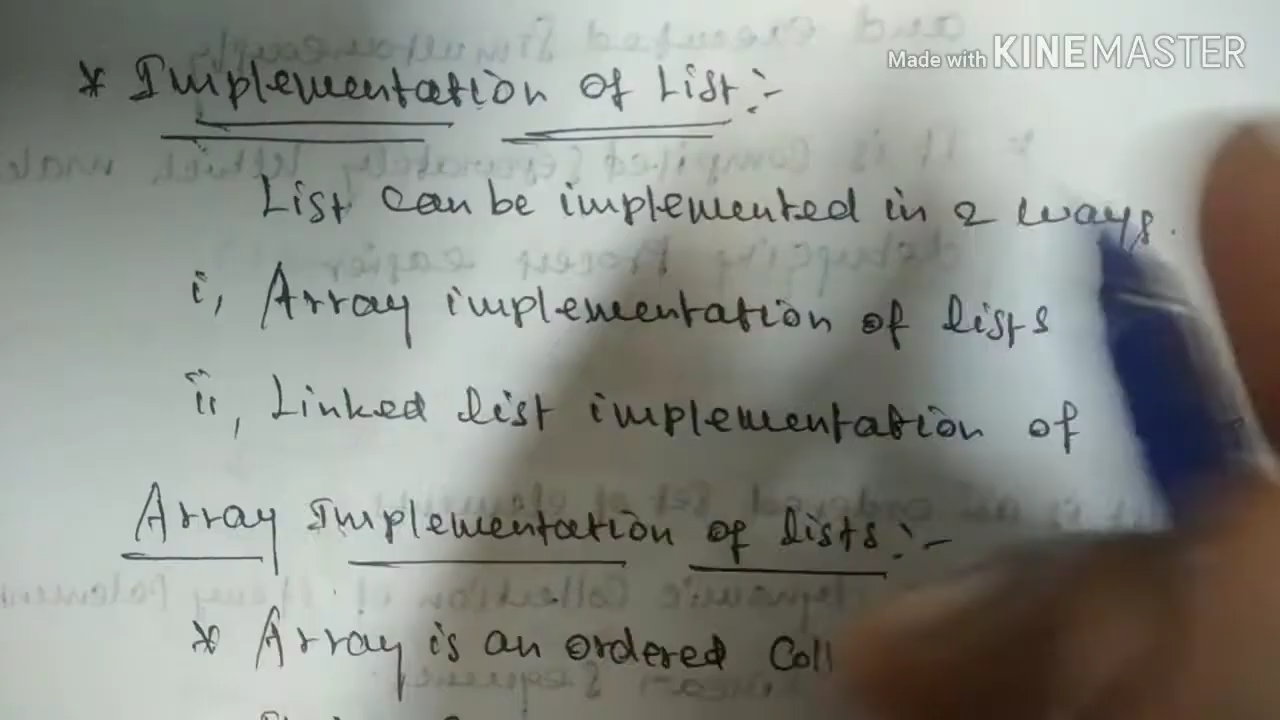 Made with KINEMASTER
* Implementation of List :-
List can be implemented in 2 ways.
i, Array implementation of lists
ii, Linked list implementation of
Array Implementation of lists :-
* Array is an ordered Coll